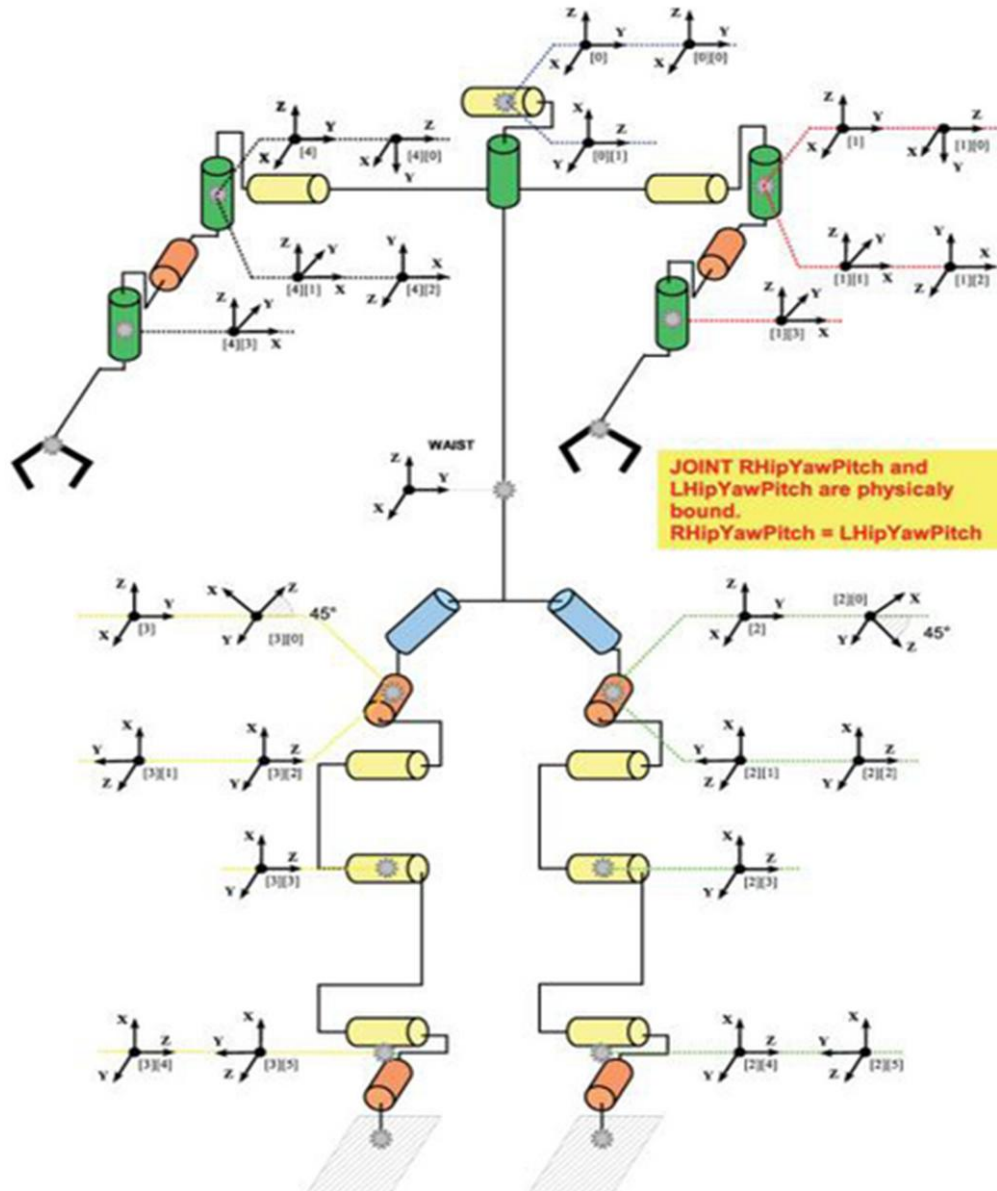 Z Z
Y Y
X [0] X [0][0]
Z Y Z
X [4] X [4][0]
Y
X Z
Y [0][1]
Z Y Z
X [1] X [1][0]
Y
Z Y Y X
[4][1] X Z [4][2]
Z Y Y X
[1][1] X Z [1][2]
Z Y
[4][3] X
Z Y
[1][3] X
WAIST
Z
Y
X
JOINT RHipYawPitch and
LHipYawPitch are physicaly
bound.
RHipYawPitch = LHipYawPitch
Z X Z
Y 45°
X [3] Y [3][0]
Z [2][0] X
Y 45°
X [2] Y Z
X X
Y Z
Z [3][1] Y [3][2]
X X
Y Z
Z [2][1] Y [2][2]
X
Z
Y [3][3]
X
Z
Y [2][3]
X X
Z Y
Y [3][4] Z [3][5]
X X
Z Y
Y [2][4] Z [2][5]